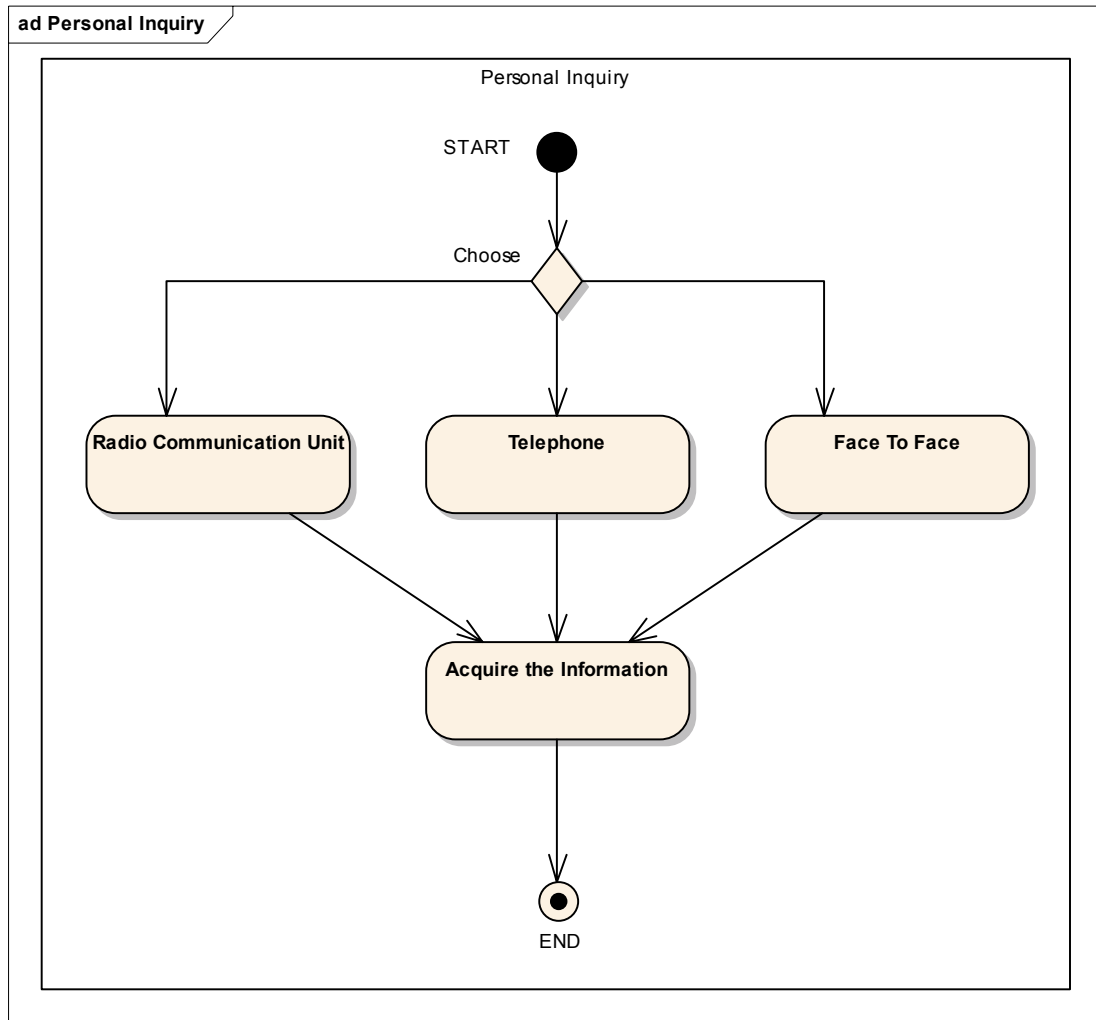 ad Personal Inquiry
Personal Inquiry
START
Choose
Radio Communication Unit
Telephone
Face To Face
Acquire the Information
END